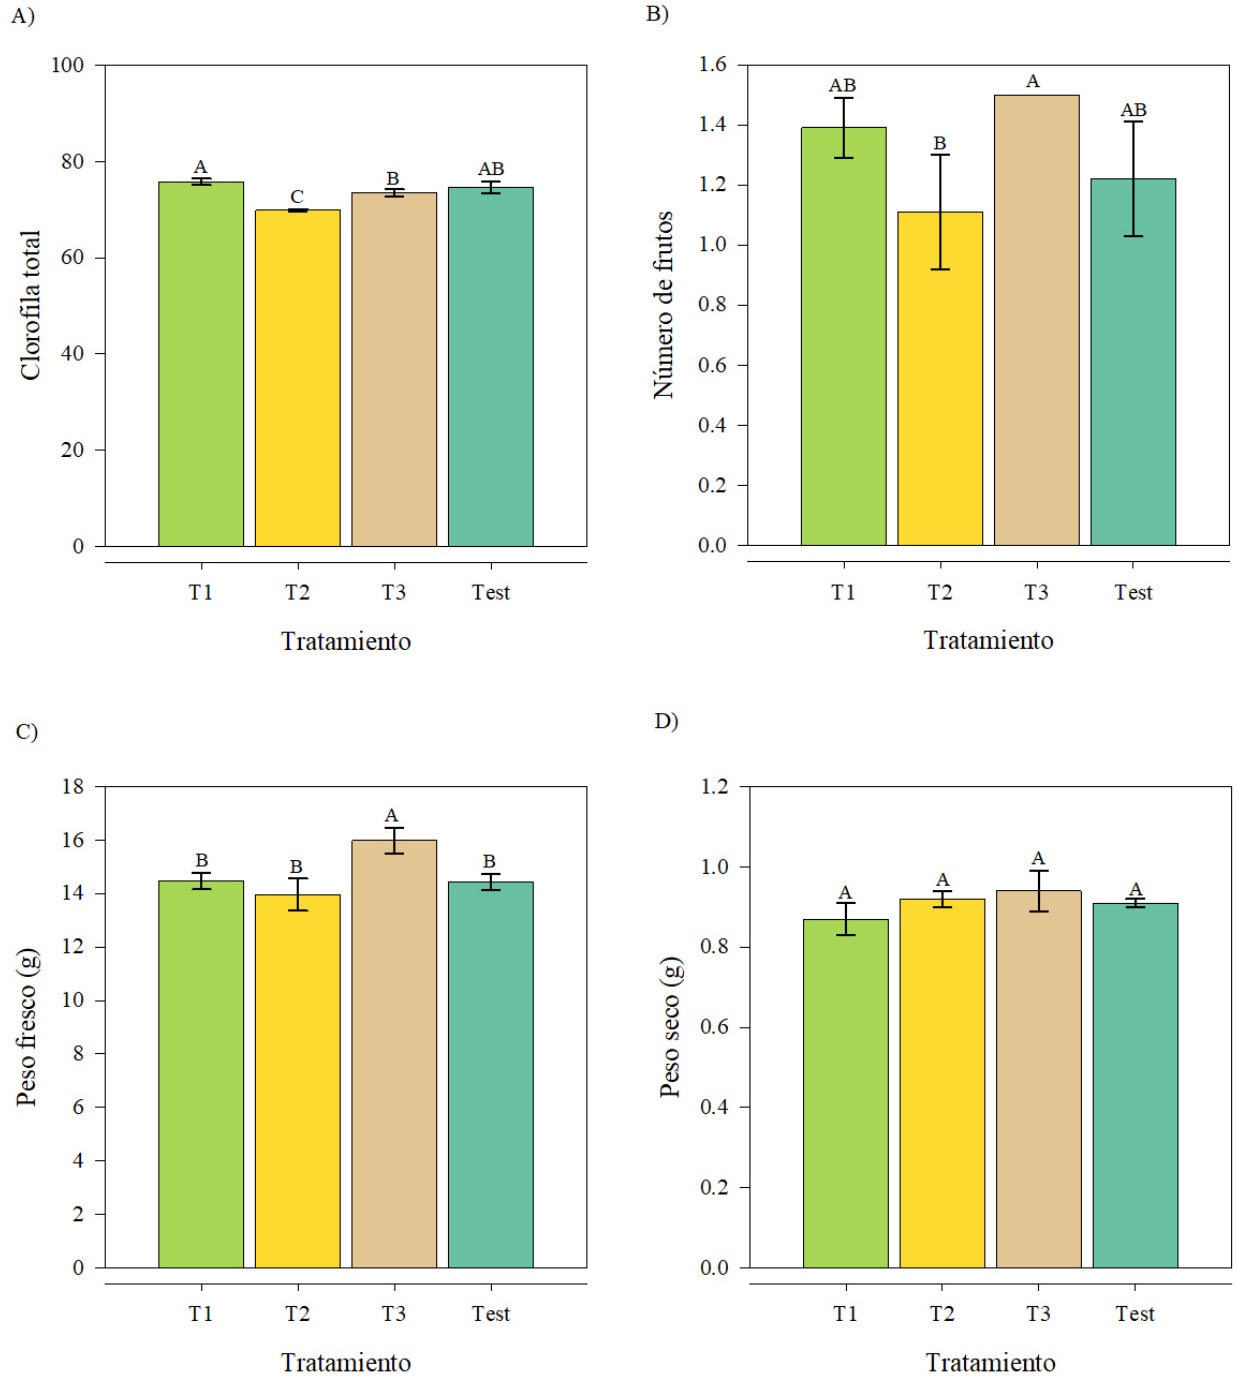 A)
Clorofila total
100
80
60
40
20
0
A
C
B
AB
T1 T2 T3 Test
Tratamiento
B)
Número de frutos
1.6
1.4
1.2
1.0
0.8
0.6
0.4
0.2
0.0
AB
B
A
AB
T1 T2 T3 Test
Tratamiento
C)
Peso fresco (g)
18
16
14
12
10
8
6
4
2
0
B
B
A
B
T1 T2 T3 Test
Tratamiento
D)
Peso seco (g)
1.2
1.0
0.8
0.6
0.4
0.2
0.0
A
A
A
A
T1 T2 T3 Test
Tratamiento